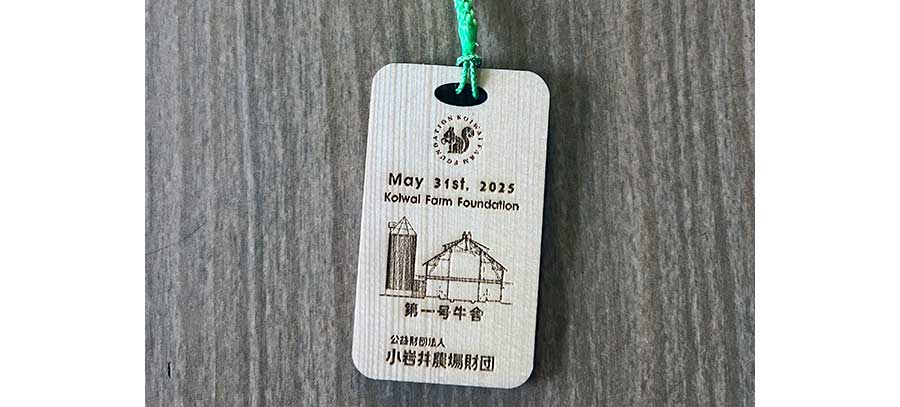 KOIWAI FARM FOUNDATION
May 31st. 2025
Koiwai Farm Foundation
第一号牛舎
公益財団法人
小岩井農場財団